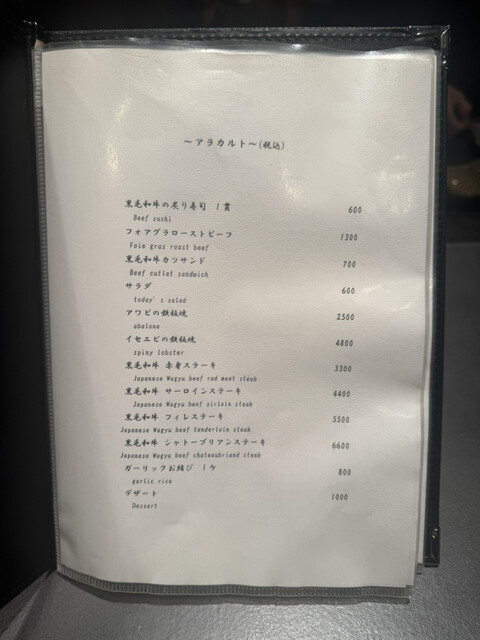 ～アラカルト～(税込)
黒毛和牛の炙り寿司 1貫 600
Beef sushi
フォアグラローストビーフ 1300
Foie gras roast beef
黒毛和牛カツサンド 700
Beef cutlet sandwich
サラダ 600
today's salad
アワビの鉄板焼 2500
abalone
イセエビの鉄板焼 4800
spiny lobster
黒毛和牛 赤身ステーキ 3300
Japanese Wagyu beef red meat steak
黒毛和牛 サーロインステーキ 4400
Japanese Wagyu beef sirloin steak
黒毛和牛 フィレステーキ 5500
Japanese Wagyu beef tenderloin steak
黒毛和牛 シャトーブリアンステーキ 6600
Japanese Wagyu beef chateaubriand steak
ガーリックお結び 1ケ 800
garlic rice
デザート 1000
Dessert